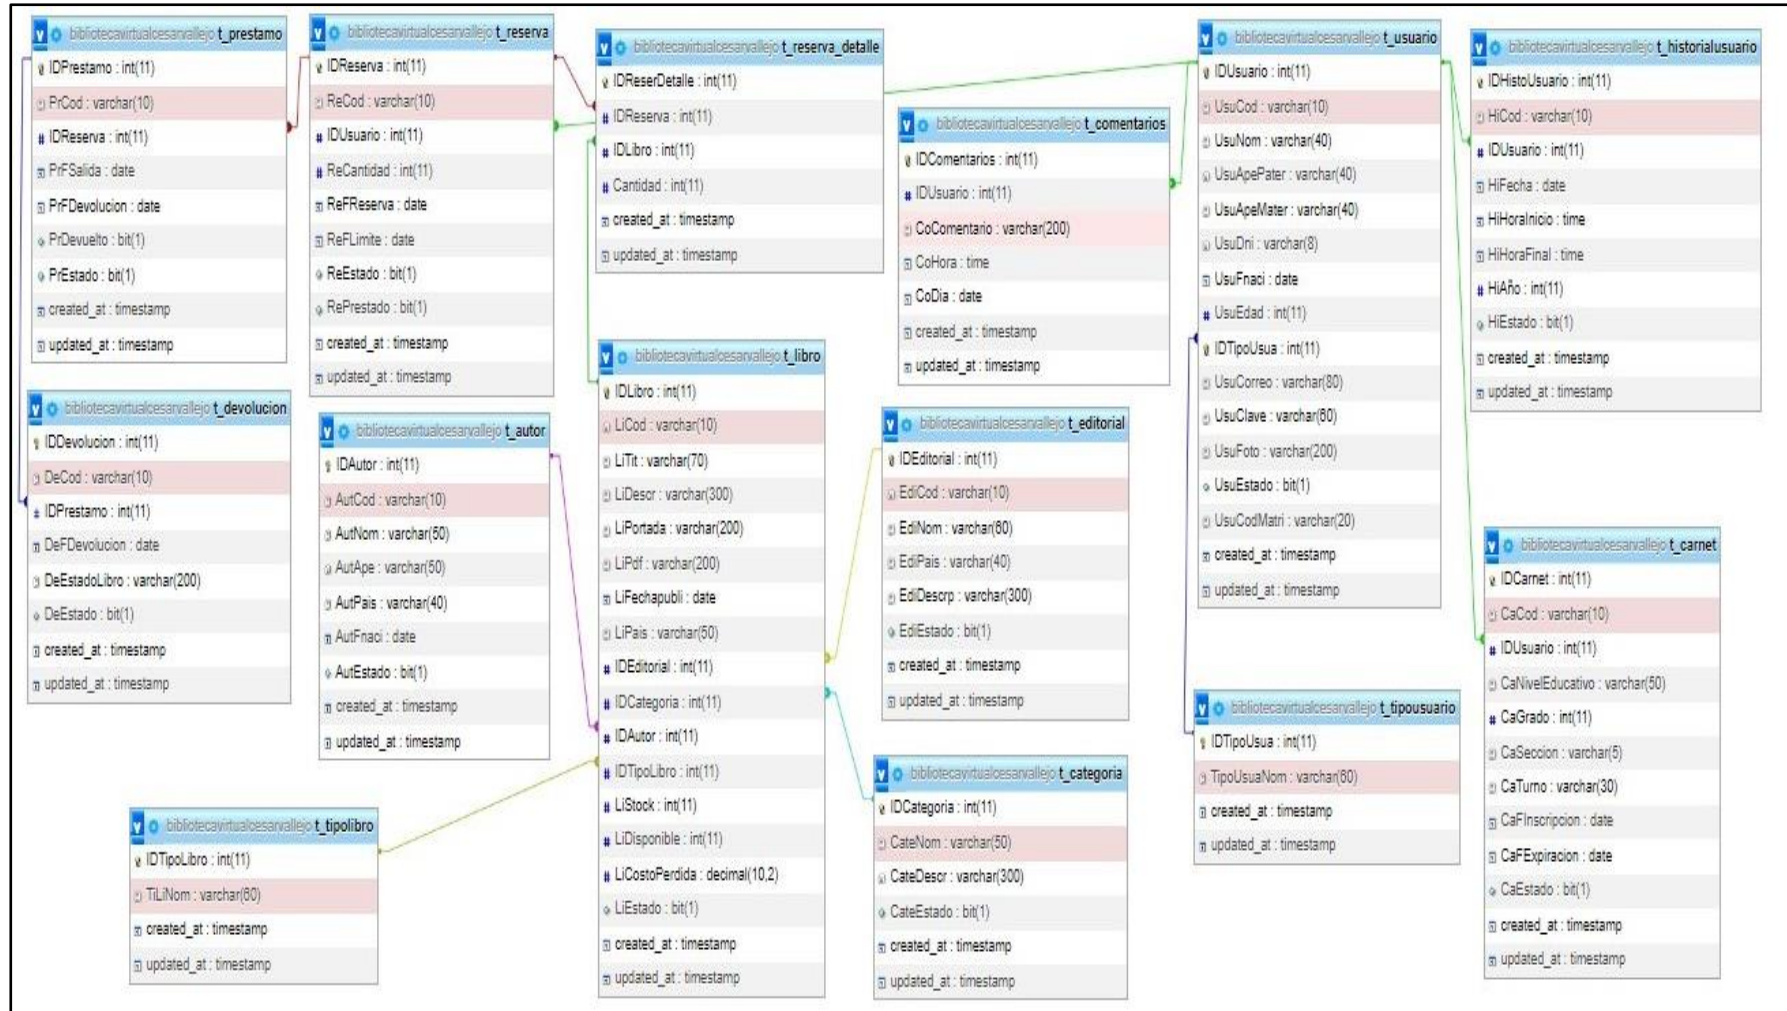 bibliotecavirtualcesarvallejo t_prestamo
IDPrestamo : int(11)
PrCod : varchar(10)
IDReserva : int(11)
PrFSalida : date
PrFDevolucion : date
PrDevuelto : bit(1)
PrEstado : bit(1)
created_at : timestamp
updated_at : timestamp
bibliotecavirtualcesarvallejo t_reserva
IDReserva : int(11)
ReCod : varchar(10)
IDUsuario : int(11)
ReCantidad : int(11)
ReFReserva : date
ReFLimite : date
ReEstado : bit(1)
RePrestado : bit(1)
created_at : timestamp
updated_at : timestamp
bibliotecavirtualcesarvallejo t_reserva_detalle
IDReserDetalle : int(11)
IDReserva : int(11)
IDLibro : int(11)
Cantidad : int(11)
created_at : timestamp
updated_at : timestamp
bibliotecavirtualcesarvallejo t_comentarios
IDComentarios : int(11)
IDUsuario : int(11)
CoComentario : varchar(200)
CoHora : time
CoDia : date
created_at : timestamp
updated_at : timestamp
bibliotecavirtualcesarvallejo t_usuario
IDUsuario : int(11)
UsuCod : varchar(10)
UsuNom : varchar(40)
UsuApePater : varchar(40)
UsuApeMater : varchar(40)
UsuDni : varchar(8)
UsuFnaci : date
UsuEdad : int(11)
IDTipoUsua : int(11)
UsuCorreo : varchar(80)
UsuClave : varchar(60)
UsuFoto : varchar(200)
UsuEstado : bit(1)
UsuCodMatri : varchar(20)
created_at : timestamp
updated_at : timestamp
bibliotecavirtualcesarvallejo t_historialusuario
IDHistoUsuario : int(11)
HiCod : varchar(10)
IDUsuario : int(11)
HiFecha : date
HiHoraInicio : time
HiHoraFinal : time
HiAño : int(11)
HiEstado : bit(1)
created_at : timestamp
updated_at : timestamp
bibliotecavirtualcesarvallejo t_devolucion
IDDevolucion : int(11)
DeCod : varchar(10)
IDPrestamo : int(11)
DeFDevolucion : date
DeEstadoLibro : varchar(200)
DeEstado : bit(1)
created_at : timestamp
updated_at : timestamp
bibliotecavirtualcesarvallejo t_autor
IDAutor : int(11)
AutCod : varchar(10)
AutNom : varchar(50)
AutApe : varchar(50)
AutPais : varchar(40)
AutFnaci : date
AutEstado : bit(1)
created_at : timestamp
updated_at : timestamp
bibliotecavirtualcesarvallejo t_libro
IDLibro : int(11)
LiCod : varchar(10)
LiTit : varchar(70)
LiDescr : varchar(300)
LiPortada : varchar(200)
LiPdf : varchar(200)
LiFechapubli : date
LiPais : varchar(50)
IDEditorial : int(11)
IDCategoria : int(11)
IDAutor : int(11)
IDTipoLibro : int(11)
LiStock : int(11)
LiDisponible : int(11)
LiCostoPerdida : decimal(10,2)
LiEstado : bit(1)
created_at : timestamp
updated_at : timestamp
bibliotecavirtualcesarvallejo t_editorial
IDEditorial : int(11)
EdiCod : varchar(10)
EdiNom : varchar(60)
EdiPais : varchar(40)
EdiDescrp : varchar(300)
EdiEstado : bit(1)
created_at : timestamp
updated_at : timestamp
bibliotecavirtualcesarvallejo t_carnet
IDCarnet : int(11)
CaCod : varchar(10)
IDUsuario : int(11)
CaNivelEducativo : varchar(50)
CaGrado : int(11)
CaSeccion : varchar(5)
CaTurno : varchar(30)
CaFInscripcion : date
CaFExpiracion : date
CaEstado : bit(1)
created_at : timestamp
updated_at : timestamp
bibliotecavirtualcesarvallejo t_tipousuario
IDTipoUsua : int(11)
TipoUsuaNom : varchar(60)
created_at : timestamp
updated_at : timestamp
bibliotecavirtualcesarvallejo t_categoria
IDCategoria : int(11)
CateNom : varchar(50)
CateDescr : varchar(300)
CateEstado : bit(1)
created_at : timestamp
updated_at : timestamp
bibliotecavirtualcesarvallejo t_tipolibro
IDTipoLibro : int(11)
TiLiNom : varchar(60)
created_at : timestamp
updated_at : timestamp